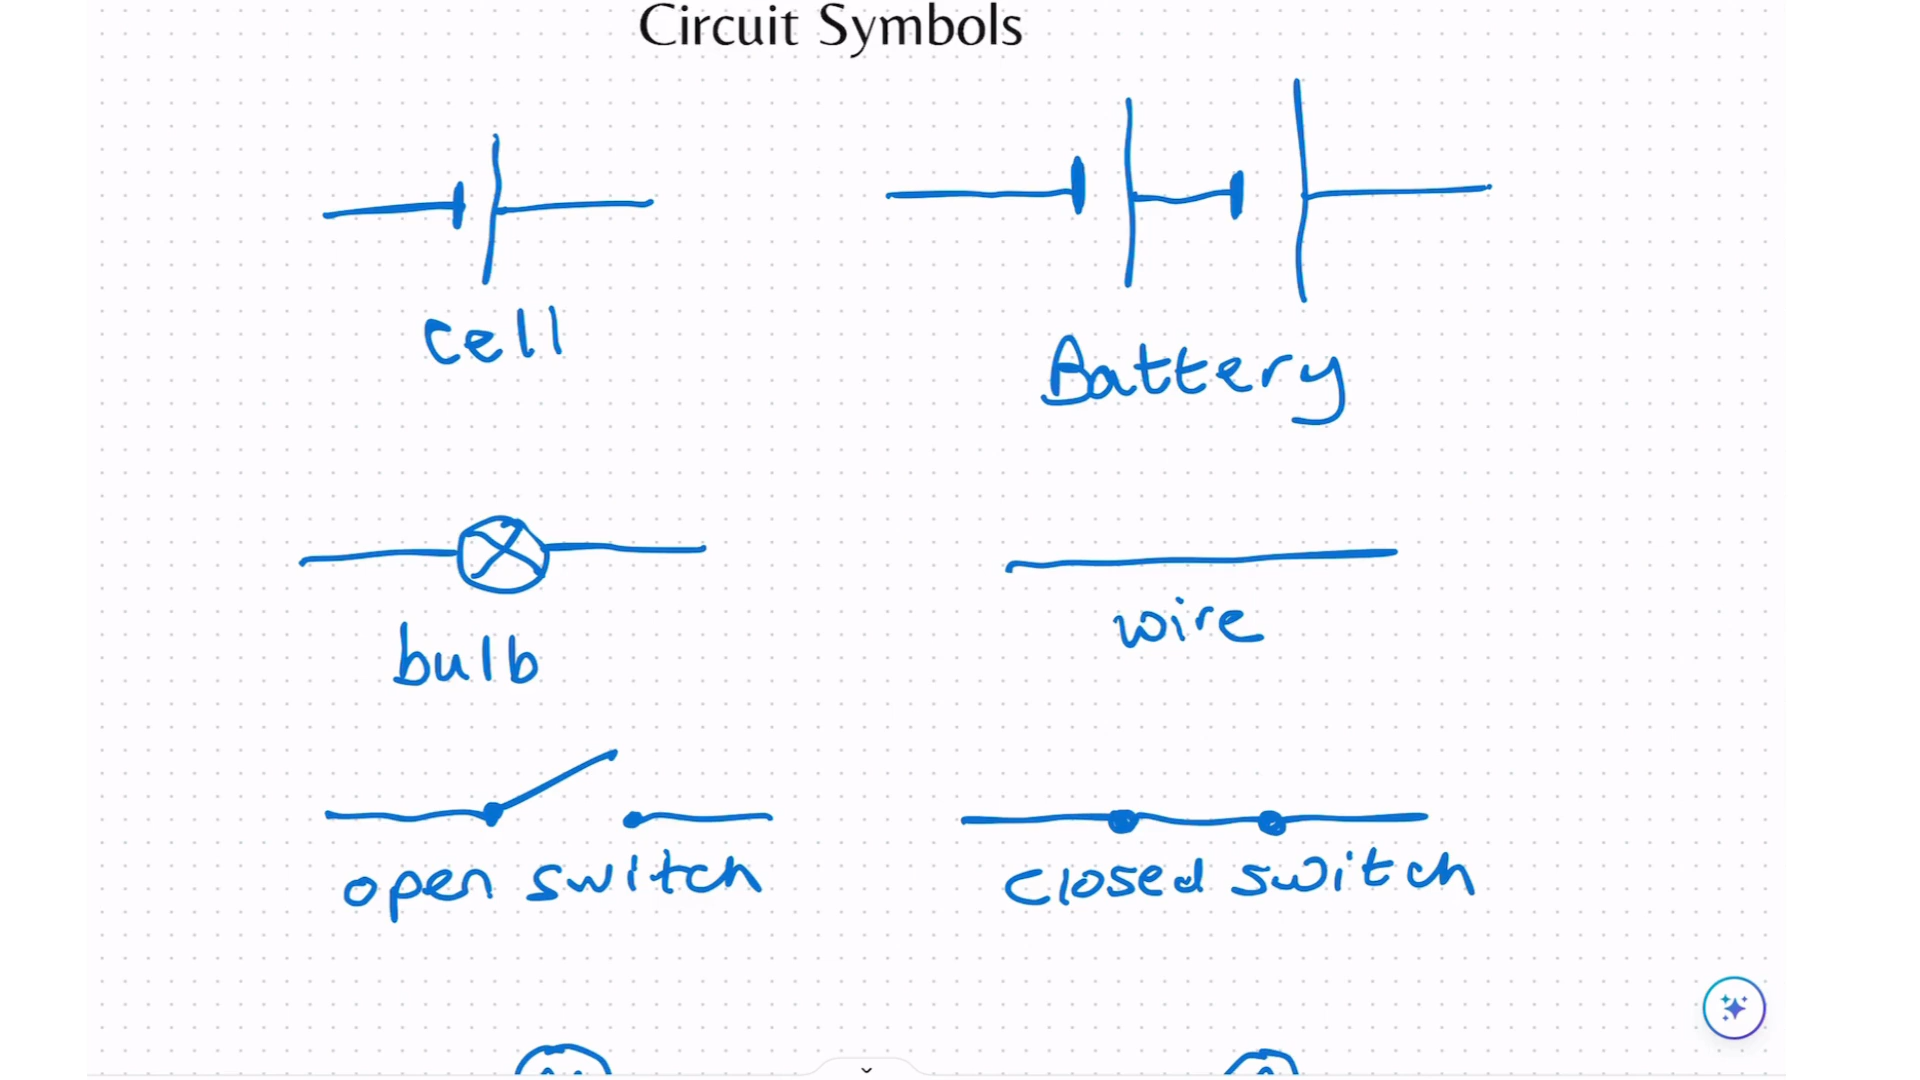 Circuit Symbols
cell
Battery
bulb
wire
open switch
closed switch